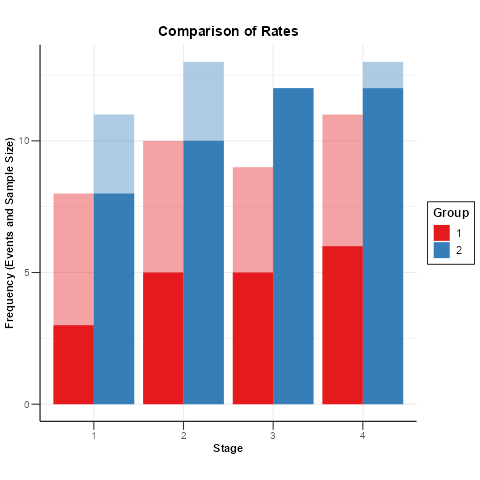 Comparison of Rates
Frequency (Events and Sample Size)
10
5
0
1
2
3
4
Stage
Group
1
2